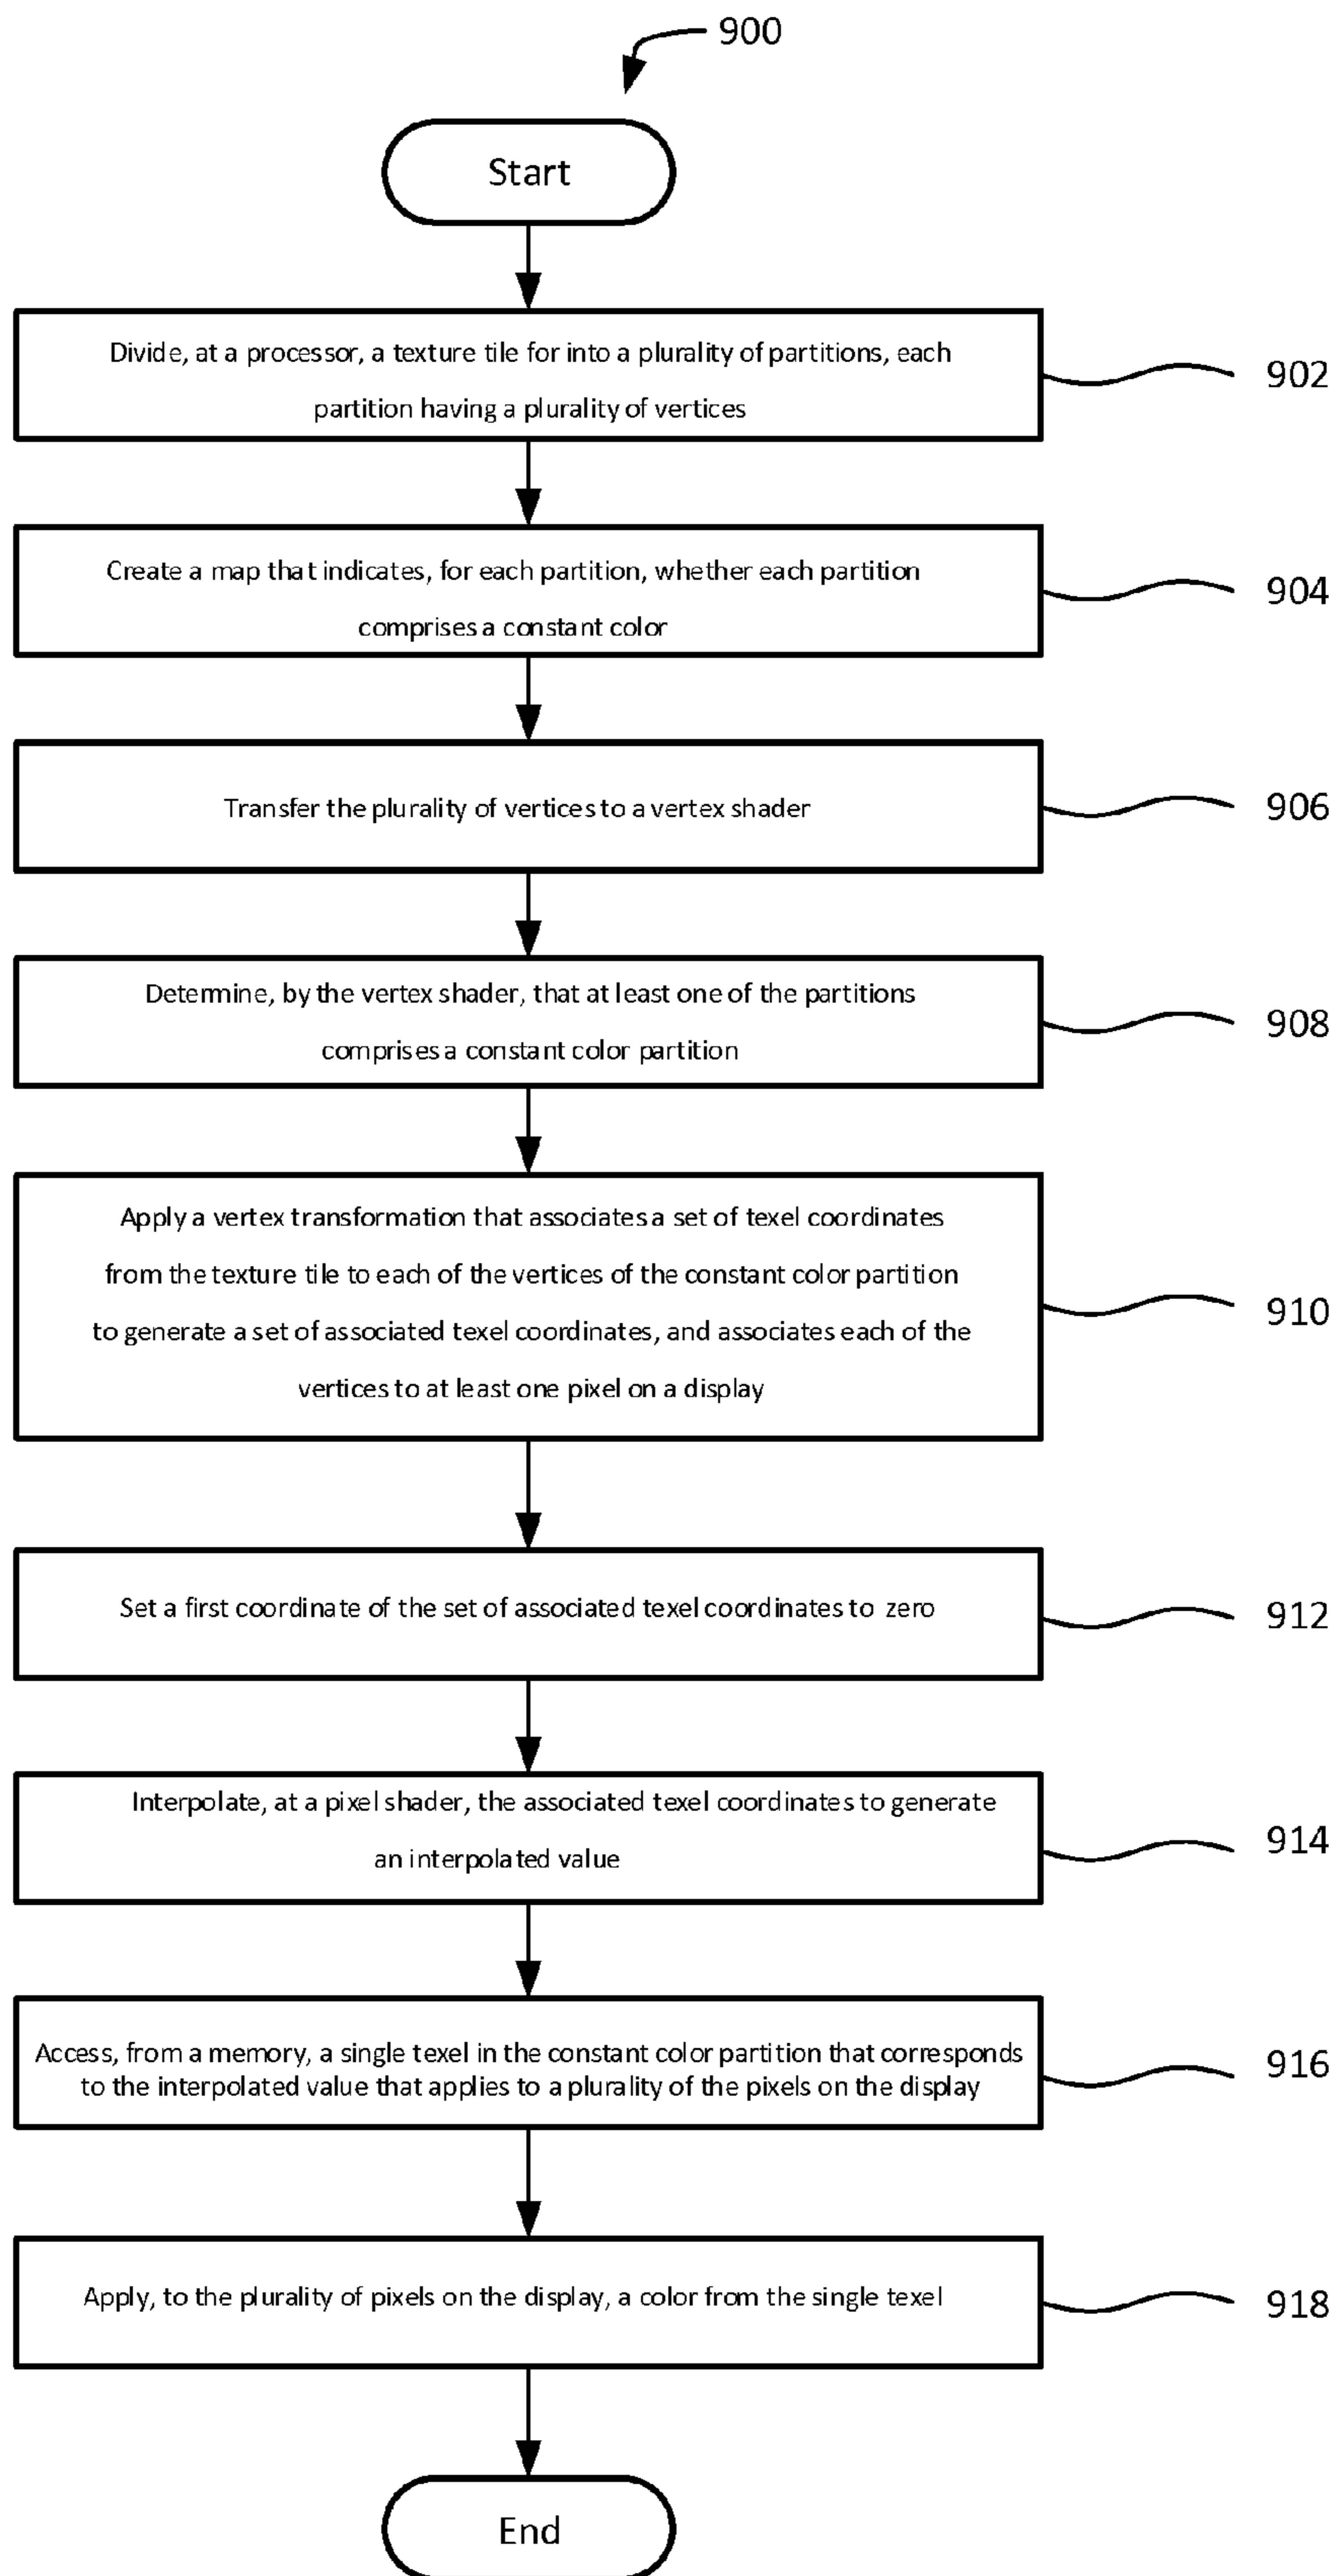 900
Start
Divide, at a processor, a texture tile for into a plurality of partitions, each
partition having a plurality of vertices
902
Create a map that indicates, for each partition, whether each partition
comprises a constant color
904
Transfer the plurality of vertices to a vertex shader
906
Determine, by the vertex shader, that at least one of the partitions
comprises a constant color partition
908
Apply a vertex transformation that associates a set of texel coordinates
from the texture tile to each of the vertices of the constant color partition
to generate a set of associated texel coordinates, and associates each of the
vertices to at least one pixel on a display
910
Set a first coordinate of the set of associated texel coordinates to zero
912
Interpolate, at a pixel shader, the associated texel coordinates to generate
an interpolated value
914
Access, from a memory, a single texel in the constant color partition that corresponds
to the interpolated value that applies to a plurality of the pixels on the display
916
Apply, to the plurality of pixels on the display, a color from the single texel
918
End